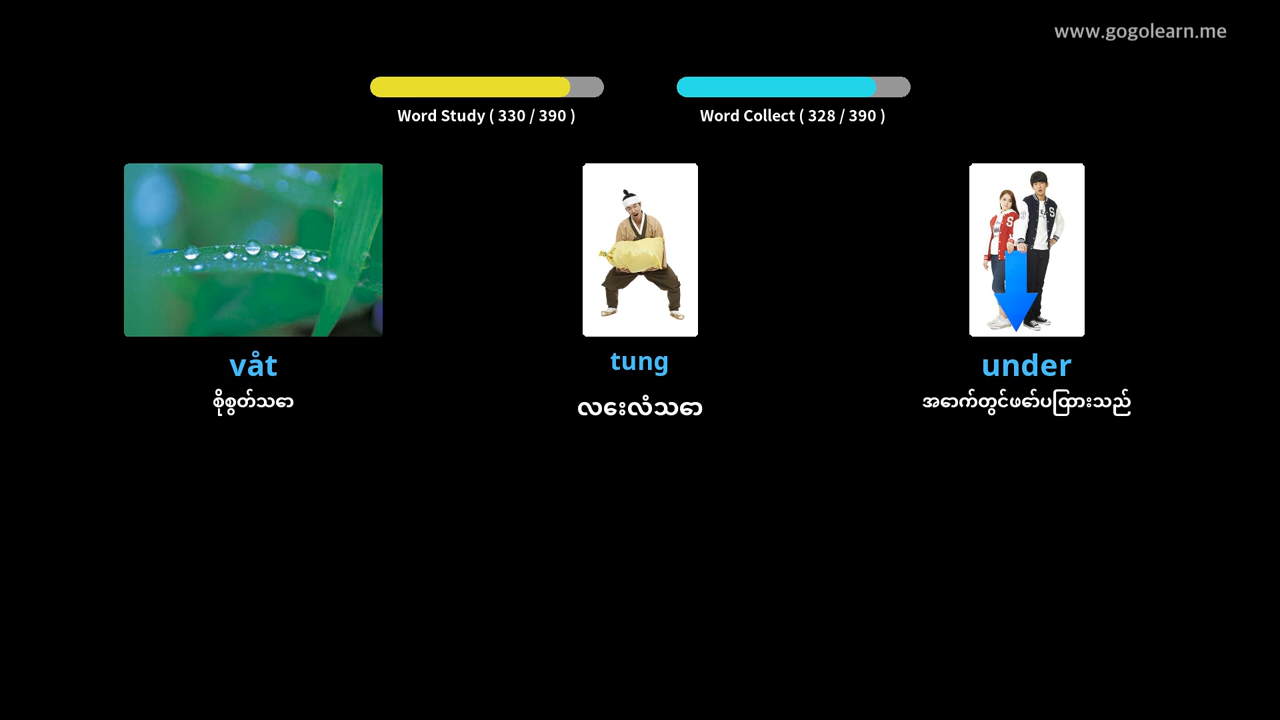 www.gogolearn.me
Word Study ( 330 / 390 )
Word Collect ( 328 / 390 )
S
S
våt
tung
under
စိုစွတ်သော
လေးလံသော
အောက်တွင်ဖော်ပြထားသည်